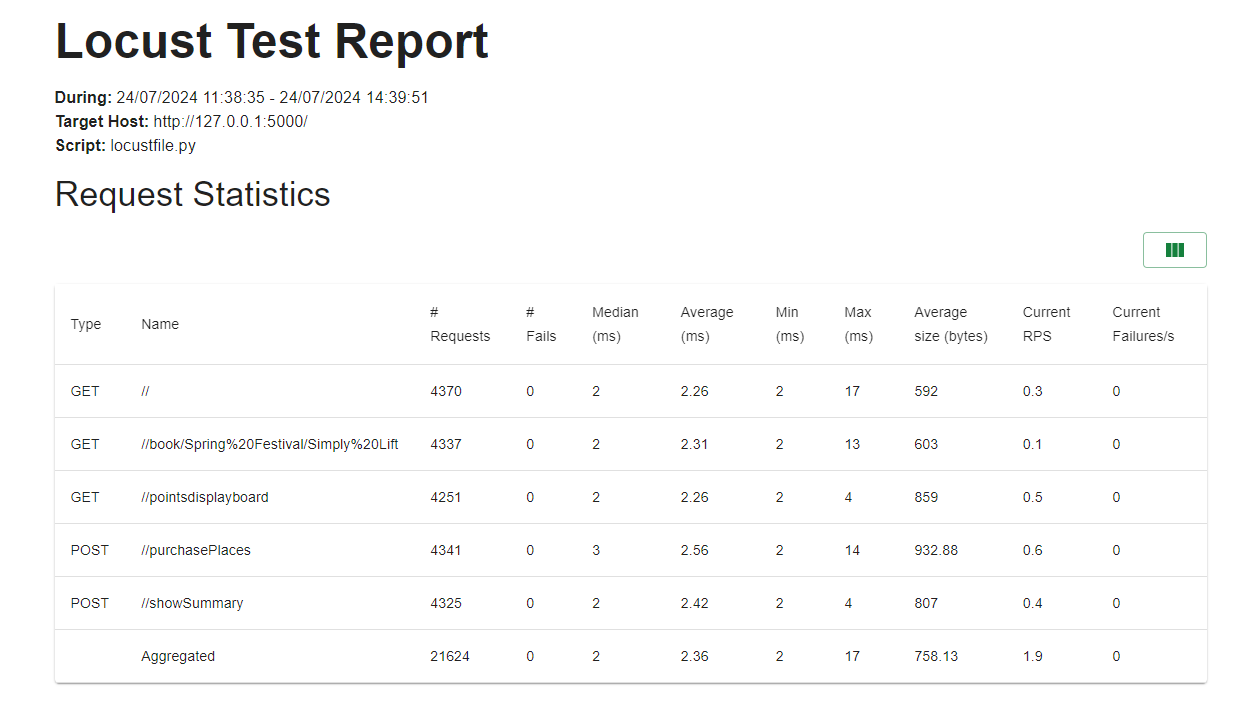 Locust Test Report
During: 24/07/2024 11:38:35 - 24/07/2024 14:39:51
Target Host: http://127.0.0.1:5000/
Script: locustfile.py
Request Statistics
Type Name # Requests # Fails Median (ms) Average (ms) Min (ms) Max (ms) Average size (bytes) Current RPS Current Failures/s
GET // 4370 0 2 2.26 2 17 592 0.3 0
GET //book/Spring%20Festival/Simply%20Lift 4337 0 2 2.31 2 13 603 0.1 0
GET //pointsdisplayboard 4251 0 2 2.26 2 4 859 0.5 0
POST //purchasePlaces 4341 0 3 2.56 2 14 932.88 0.6 0
POST //showSummary 4325 0 2 2.42 2 4 807 0.4 0
Aggregated 21624 0 2 2.36 2 17 758.13 1.9 0